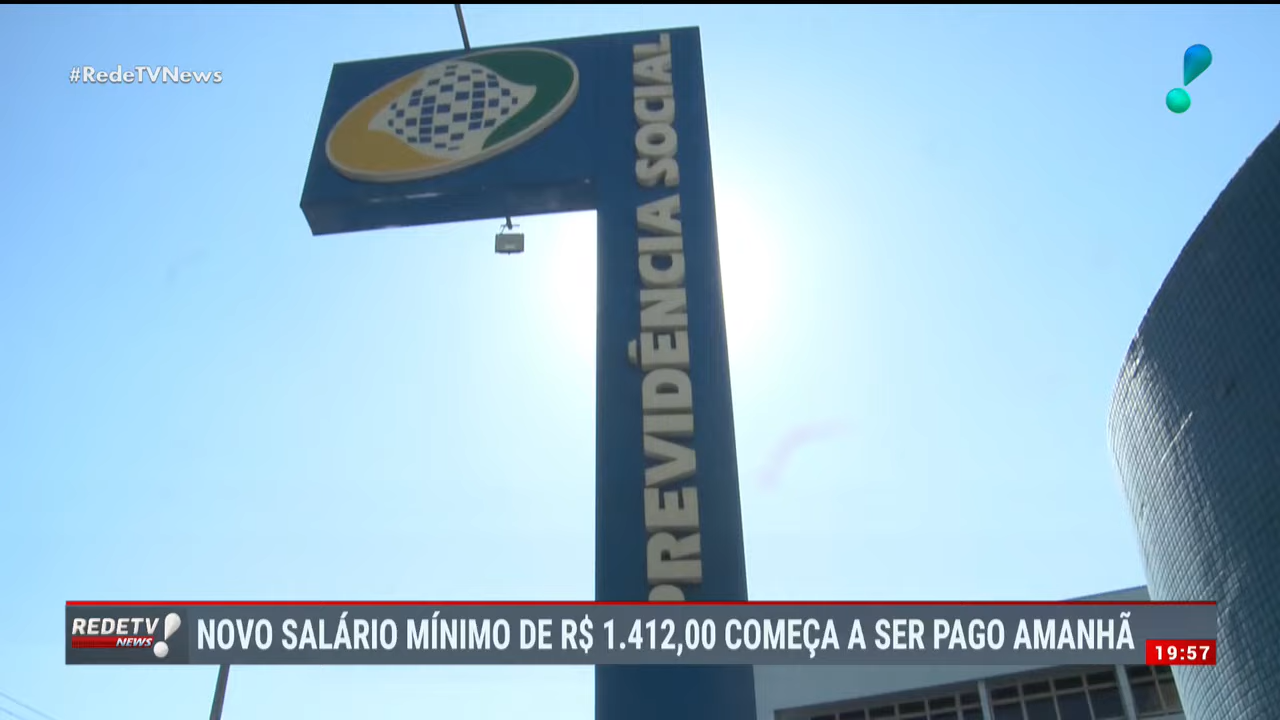 #RedeTVNews
PREVIDÊNCIA SOCIAL
REDETV
NEWS
NOVO SALÁRIO MÍNIMO DE R$ 1.412,00 COMEÇA A SER PAGO AMANHÃ
19:57